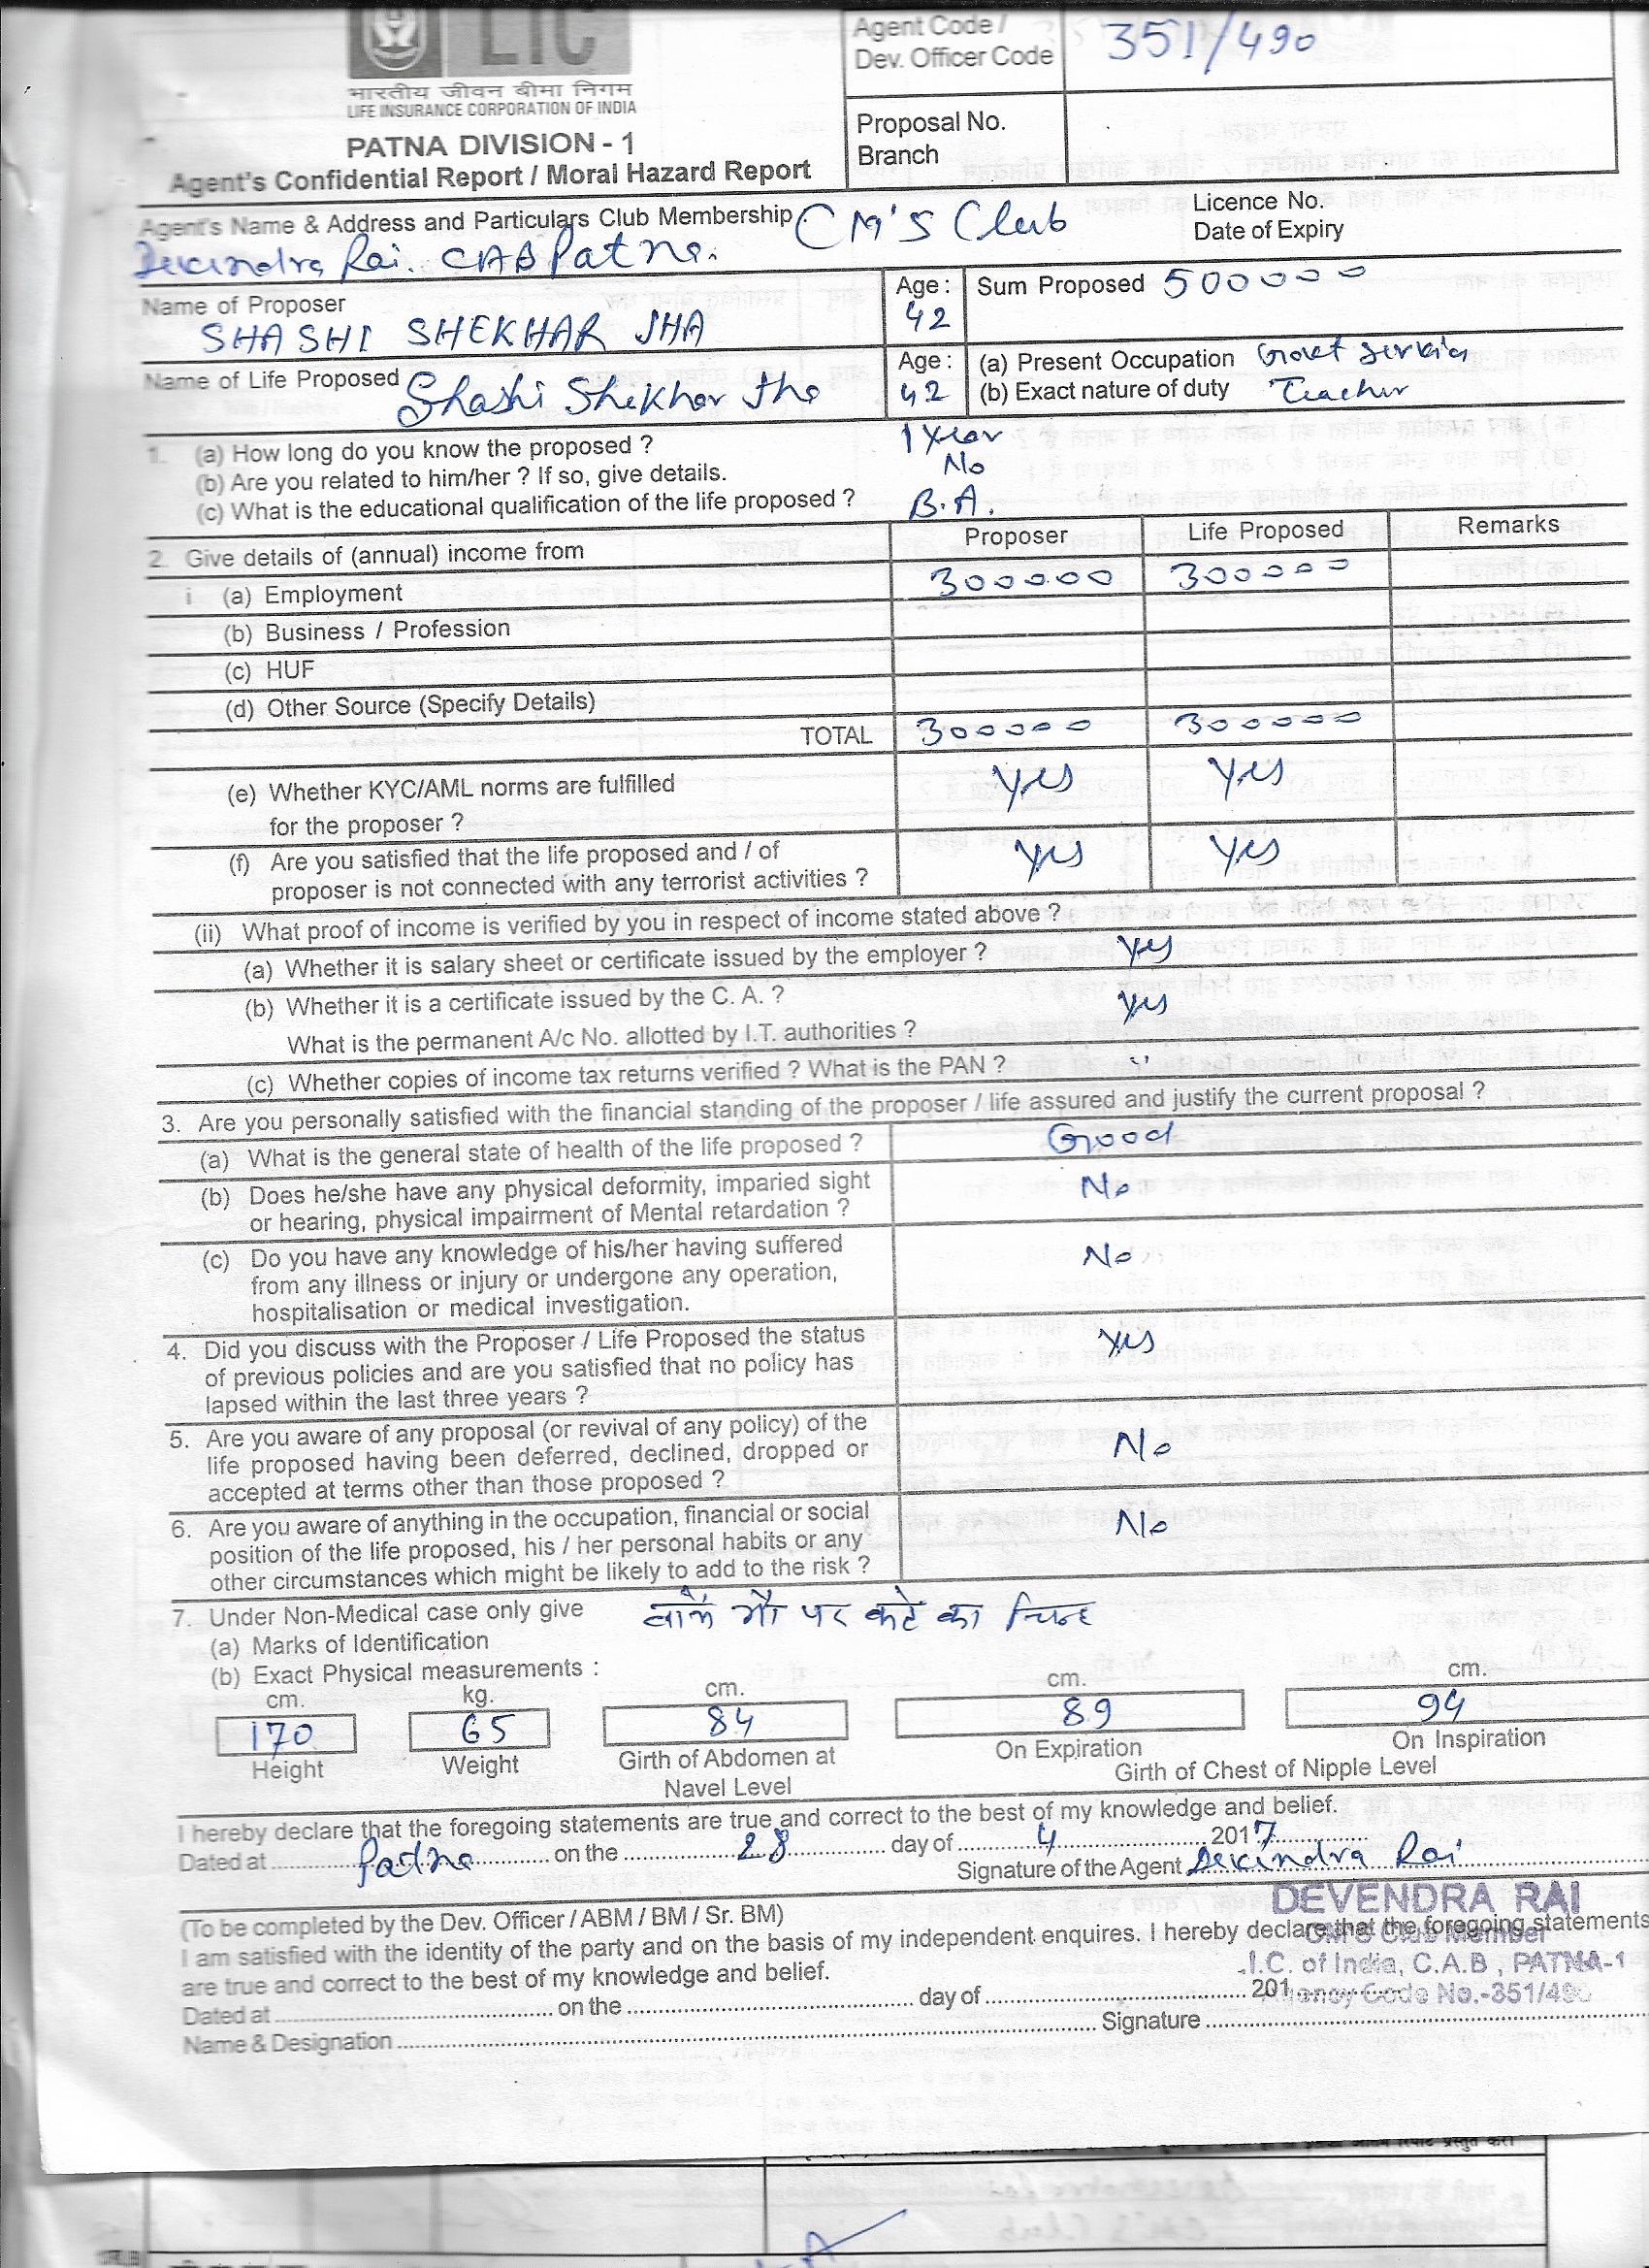 LIC
Agent Code /
Dev. Officer Code 351/490
भारतीय जीवन बीमा निगम
LIFE INSURANCE CORPORATION OF INDIA
PATNA DIVISION - 1
Proposal No.
Branch
Agent's Confidential Report / Moral Hazard Report
Agent's Name & Address and Particulars Club Membership CM'S Club
Licence No.
Date of Expiry
Devendra Rai. CAB Patna.
Name of Proposer Age : Sum Proposed 500000
SHASHI SHEKHAR JHA 42
Name of Life Proposed Shashi Shekhar Jha Age : 42
(a) Present Occupation Govt Service
(b) Exact nature of duty Teacher
1. (a) How long do you know the proposed ? 1 Year
(b) Are you related to him/her ? If so, give details. No
(c) What is the educational qualification of the life proposed ? B.A.
2. Give details of (annual) income from Proposer Life Proposed Remarks
i (a) Employment 300000 300000
(b) Business / Profession
(c) HUF
(d) Other Source (Specify Details)
TOTAL 300000 300000
(e) Whether KYC/AML norms are fulfilled Yes Yes
for the proposer ?
(f) Are you satisfied that the life proposed and / of Yes Yes
proposer is not connected with any terrorist activities ?
(ii) What proof of income is verified by you in respect of income stated above ?
(a) Whether it is salary sheet or certificate issued by the employer ? Yes
(b) Whether it is a certificate issued by the C. A. ? Yes
What is the permanent A/c No. allotted by I.T. authorities ?
(c) Whether copies of income tax returns verified ? What is the PAN ? "
3. Are you personally satisfied with the financial standing of the proposer / life assured and justify the current proposal ?
(a) What is the general state of health of the life proposed ? Good
(b) Does he/she have any physical deformity, imparied sight No
or hearing, physical impairment of Mental retardation ?
(c) Do you have any knowledge of his/her having suffered No
from any illness or injury or undergone any operation,
hospitalisation or medical investigation.
4. Did you discuss with the Proposer / Life Proposed the status Yes
of previous policies and are you satisfied that no policy has
lapsed within the last three years ?
5. Are you aware of any proposal (or revival of any policy) of the No
life proposed having been deferred, declined, dropped or
accepted at terms other than those proposed ?
6. Are you aware of anything in the occupation, financial or social No
position of the life proposed, his / her personal habits or any
other circumstances which might be likely to add to the risk ?
7. Under Non-Medical case only give पर कटे का चिन्ह
(a) Marks of Identification
(b) Exact Physical measurements :
cm. kg. cm. cm. cm.
170 65 84 89 94
Height Weight Girth of Abdomen at On Expiration On Inspiration
Navel Level Girth of Chest of Nipple Level
I hereby declare that the foregoing statements are true and correct to the best of my knowledge and belief.
Dated at Patna on the 28 day of 4 2017
Signature of the Agent Devendra Rai
DEVENDRA RAI
(To be completed by the Dev. Officer / ABM / BM / Sr. BM)
I am satisfied with the identity of the party and on the basis of my independent enquires. I hereby declare that the foregoing statements
Club Member
are true and correct to the best of my knowledge and belief.
.I.C. of India, C.A.B , PATNA-1
Dated at on the day of 201
Code No.-351/490
Name & Designation Signature